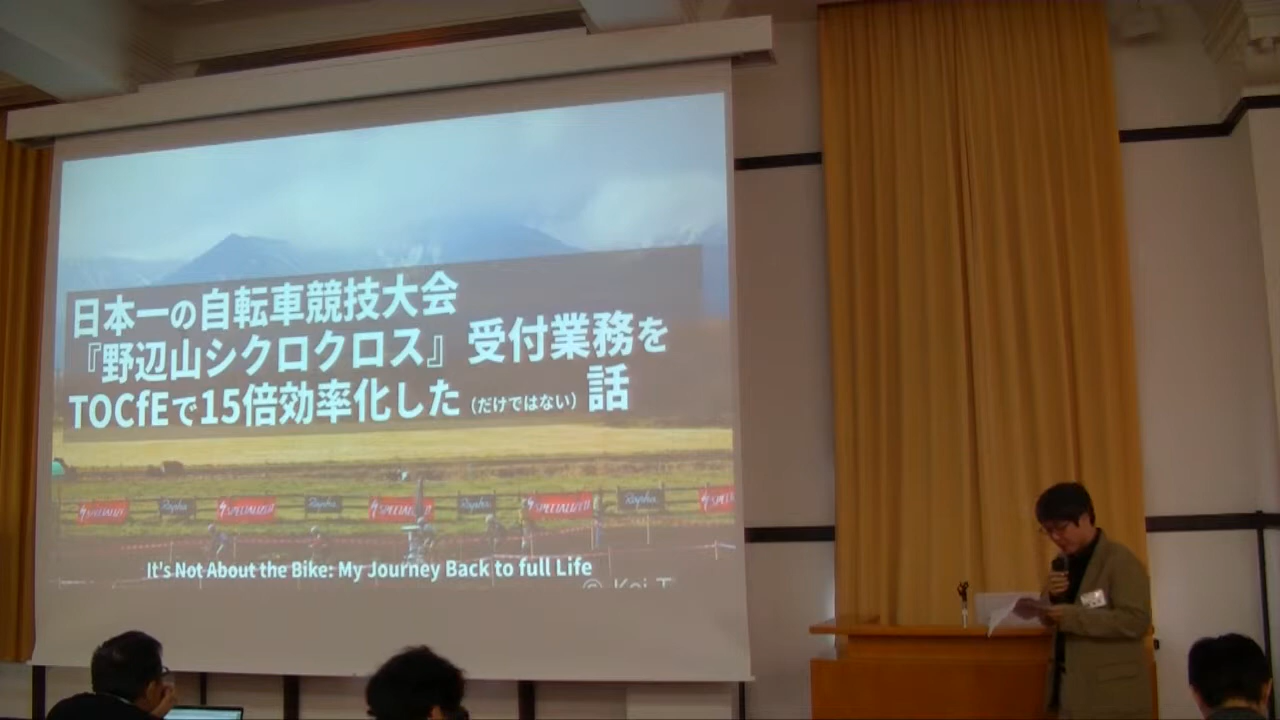 日本一の自転車競技大会
『野辺山シクロクロス』受付業務を
TOCfEで15倍効率化した（だけではない）話
SPECIALIZED Rapha SPECIALIZED Rapha SPECIALIZED Rapha SPECIALIZED Rapha
It's Not About the Bike: My Journey Back to full Life